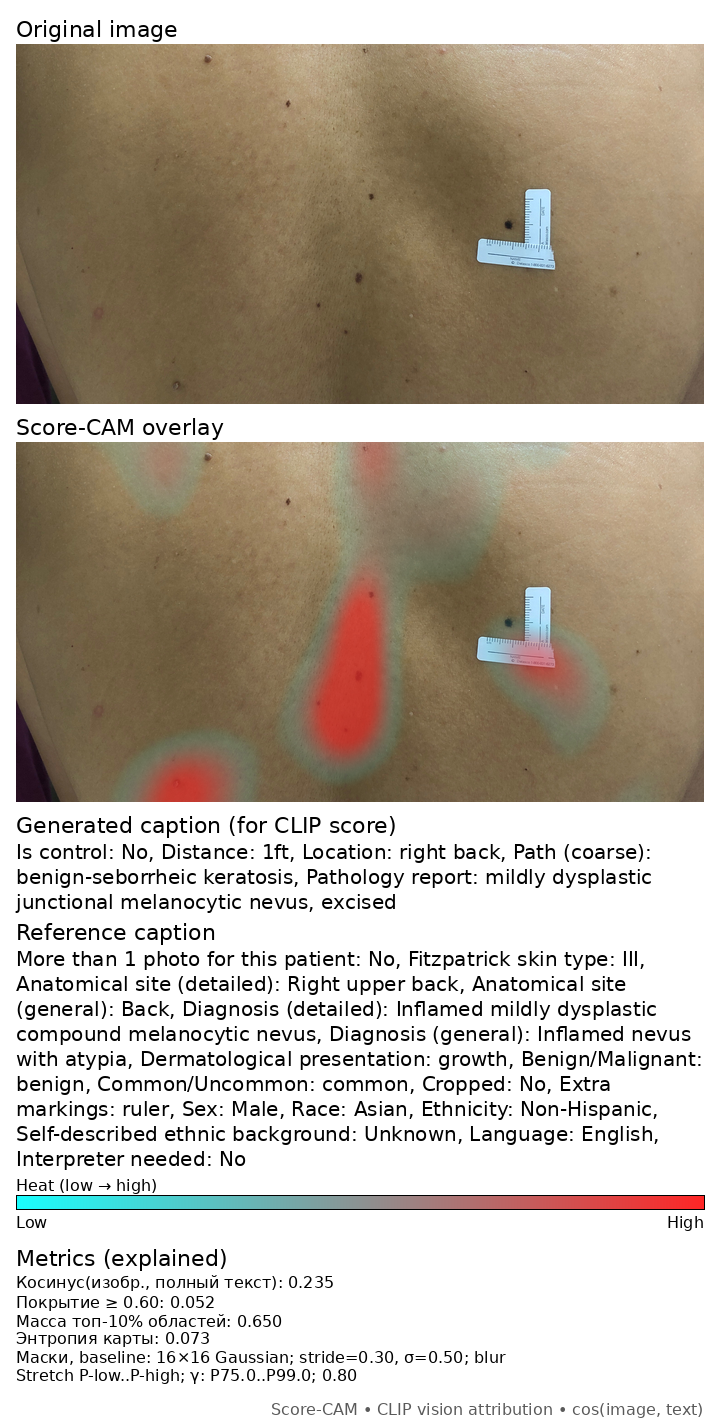 Original image
Score-CAM overlay
Generated caption (for CLIP score)
Is control: No, Distance: 1ft, Location: right back, Path (coarse):
benign-seborrheic keratosis, Pathology report: mildly dysplastic
junctional melanocytic nevus, excised
Reference caption
More than 1 photo for this patient: No, Fitzpatrick skin type: III,
Anatomical site (detailed): Right upper back, Anatomical site
(general): Back, Diagnosis (detailed): Inflamed mildly dysplastic
compound melanocytic nevus, Diagnosis (general): Inflamed nevus
with atypia, Dermatological presentation: growth, Benign/Malignant:
benign, Common/Uncommon: common, Cropped: No, Extra
markings: ruler, Sex: Male, Race: Asian, Ethnicity: Non-Hispanic,
Self-described ethnic background: Unknown, Language: English,
Interpreter needed: No
Heat (low → high)
Low High
Metrics (explained)
Косинус(изобр., полный текст): 0.235
Покрытие ≥ 0.60: 0.052
Масса топ-10% областей: 0.650
Энтропия карты: 0.073
Маски, baseline: 16×16 Gaussian; stride=0.30, σ=0.50; blur
Stretch P-low..P-high; γ: P75.0..P99.0; 0.80
Score-CAM • CLIP vision attribution • cos(image, text)